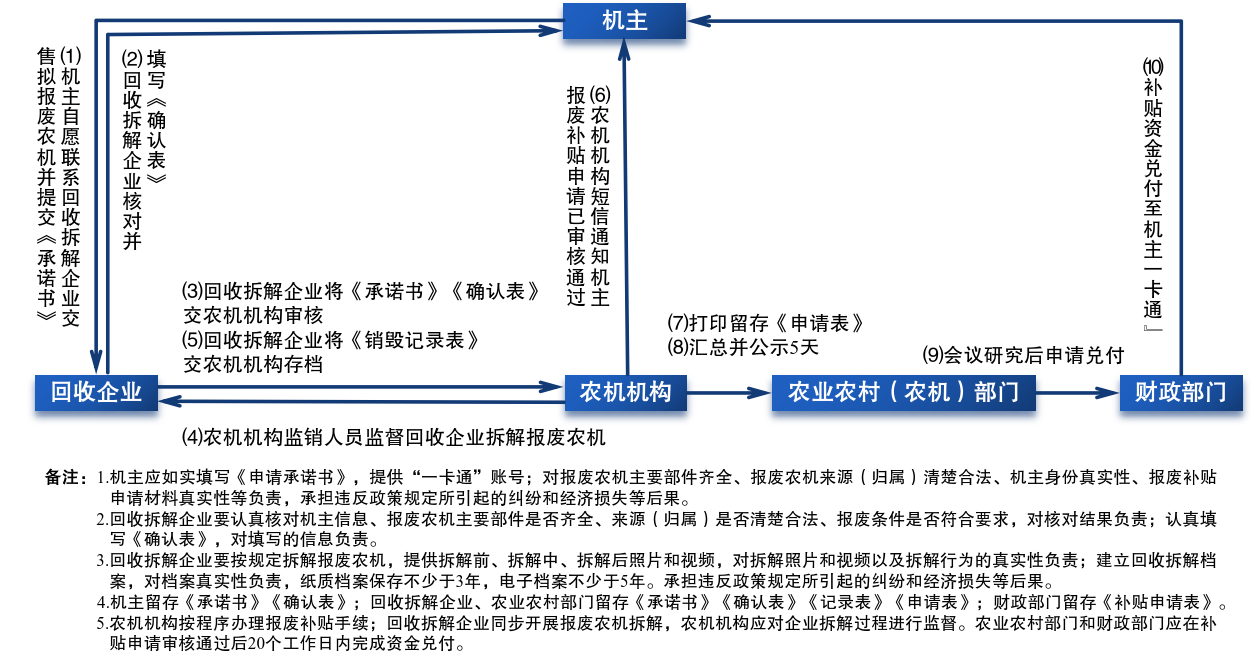 机主
(1)机主自愿联系回收拆解企业交
售拟报废农机并提交《承诺书》
(2)回收拆解企业核对并
填写《确认表》
(6)农机机构短信通知机主
报废补贴申请已审核通过
(10)补贴资金兑付至机主一卡通』
(3)回收拆解企业将《承诺书》《确认表》
交农机机构审核
(5)回收拆解企业将《销毁记录表》
交农机机构存档
(7)打印留存《申请表》
(8)汇总并公示5天
(9)会议研究后申请兑付
回收企业
农机机构
农业农村（农机）部门
财政部门
(4)农机机构监销人员监督回收企业拆解报废农机
备注：1.机主应如实填写《申请承诺书》，提供“一卡通”账号；对报废农机主要部件齐全、报废农机来源（归属）清楚合法、机主身份真实性、报废补贴
申请材料真实性等负责，承担违反政策规定所引起的纠纷和经济损失等后果。
2.回收拆解企业要认真核对机主信息、报废农机主要部件是否齐全、来源（归属）是否清楚合法、报废条件是否符合要求，对核对结果负责；认真填
写《确认表》，对填写的信息负责。
3.回收拆解企业要按规定拆解报废农机，提供拆解前、拆解中、拆解后照片和视频，对拆解照片和视频以及拆解行为的真实性负责；建立回收拆解档
案，对档案真实性负责，纸质档案保存不少于3年，电子档案不少于5年。承担违反政策规定所引起的纠纷和经济损失等后果。
4.机主留存《承诺书》《确认表》；回收拆解企业、农业农村部门留存《承诺书》《确认表》《记录表》《申请表》；财政部门留存《补贴申请表》。
5.农机机构按程序办理报废补贴手续；回收拆解企业同步开展报废农机拆解，农机机构应对企业拆解过程进行监督。农业农村部门和财政部门应在补
贴申请审核通过后20个工作日内完成资金兑付。